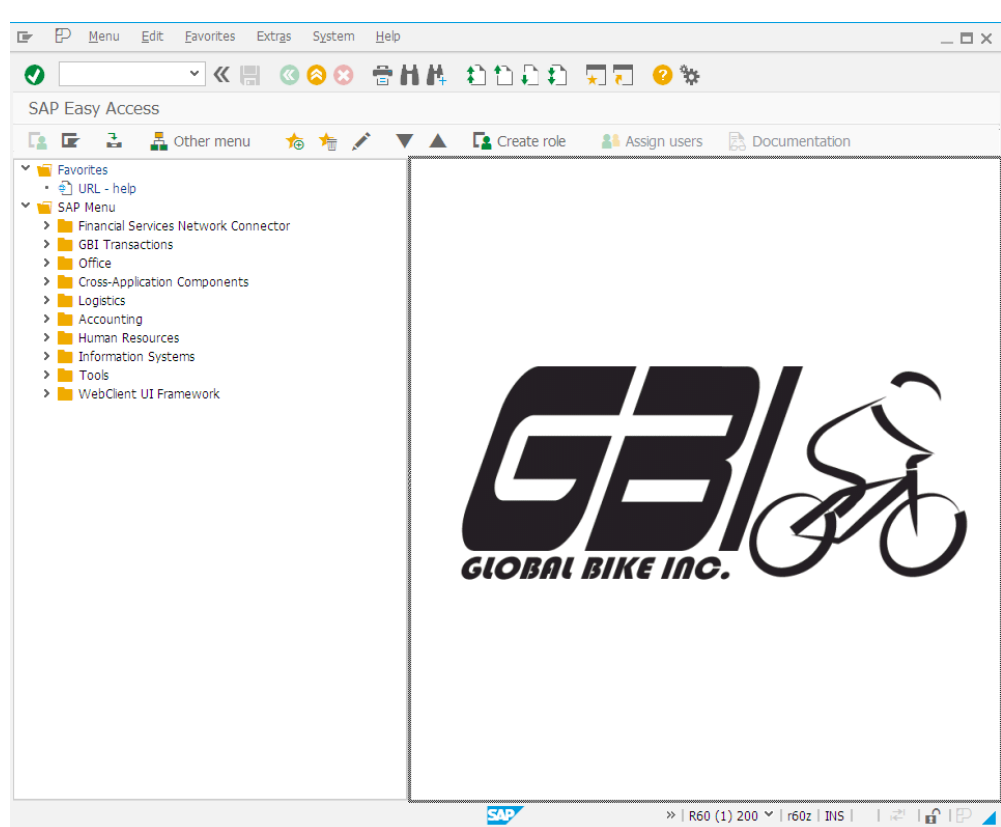 Menu Edit Favorites Extras System Help
SAP Easy Access
Other menu Create role Assign users Documentation
Favorites
URL - help
SAP Menu
Financial Services Network Connector
GBI Transactions
Office
Cross-Application Components
Logistics
Accounting
Human Resources
Information Systems
Tools
WebClient UI Framework
GBI
GLOBAL BIKE INC.
SAP » | R60 (1) 200 | r60z | INS |